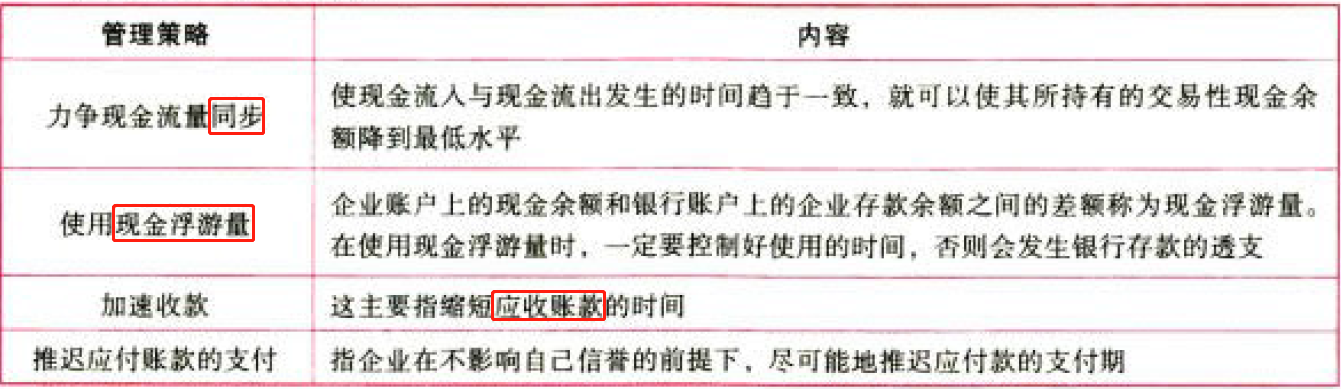 管理策略 内容
力争现金流量同步
使现金流入与现金流出发生的时间趋于一致，就可以使其所持有的交易性现金余
额降到最低水平
使用现金浮游量
企业账户上的现金余额和银行账户上的企业存款余额之间的差额称为现金浮游量。
在使用现金浮游量时，一定要控制好使用的时间，否则会发生银行存款的透支
加速收款 这主要指缩短应收账款的时间
推迟应付账款的支付 指企业在不影响自己信誉的前提下，尽可能地推迟应付款的支付期